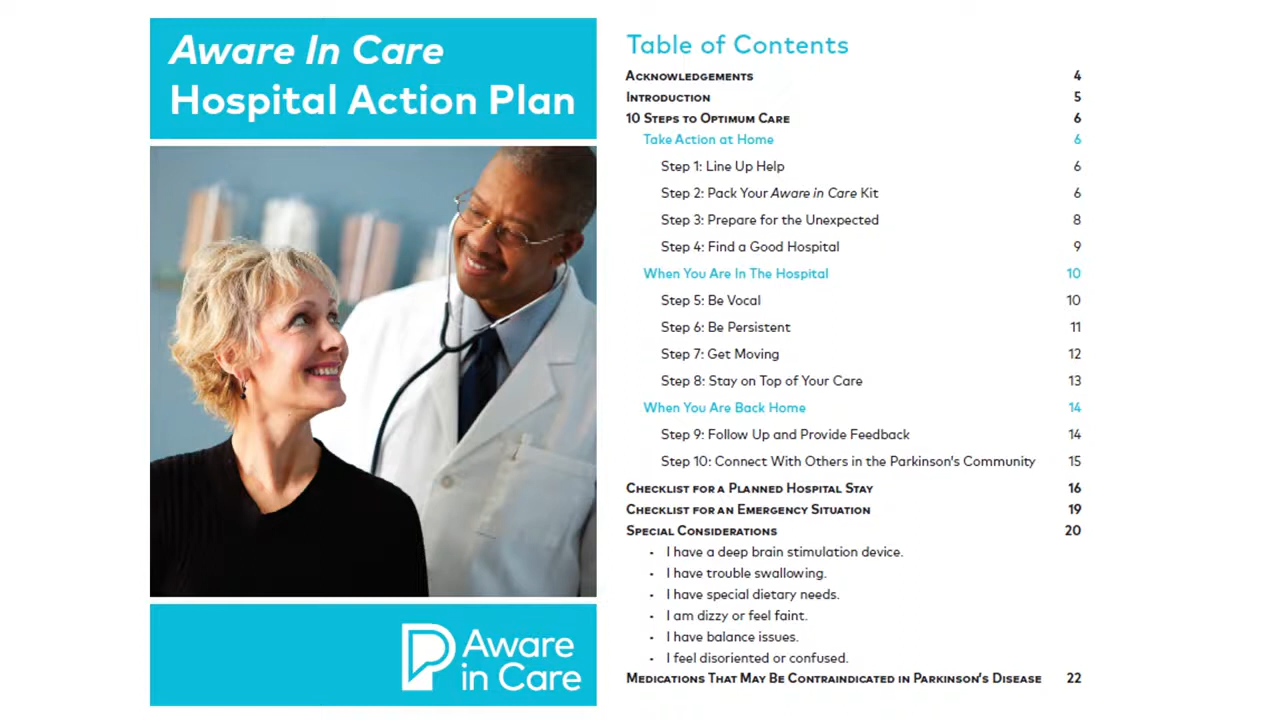 Aware In Care
Hospital Action Plan
Aware
in Care
Table of Contents
Acknowledgements 4
Introduction 5
10 Steps to Optimum Care 6
Take Action at Home 6
Step 1: Line Up Help 6
Step 2: Pack Your Aware in Care Kit 6
Step 3: Prepare for the Unexpected 8
Step 4: Find a Good Hospital 9
When You Are In The Hospital 10
Step 5: Be Vocal 10
Step 6: Be Persistent 11
Step 7: Get Moving 12
Step 8: Stay on Top of Your Care 13
When You Are Back Home 14
Step 9: Follow Up and Provide Feedback 14
Step 10: Connect With Others in the Parkinson's Community 15
Checklist for a Planned Hospital Stay 16
Checklist for an Emergency Situation 19
Special Considerations 20
• I have a deep brain stimulation device.
• I have trouble swallowing.
• I have special dietary needs.
• I am dizzy or feel faint.
• I have balance issues.
• I feel disoriented or confused.
Medications That May Be Contraindicated in Parkinson's Disease 22